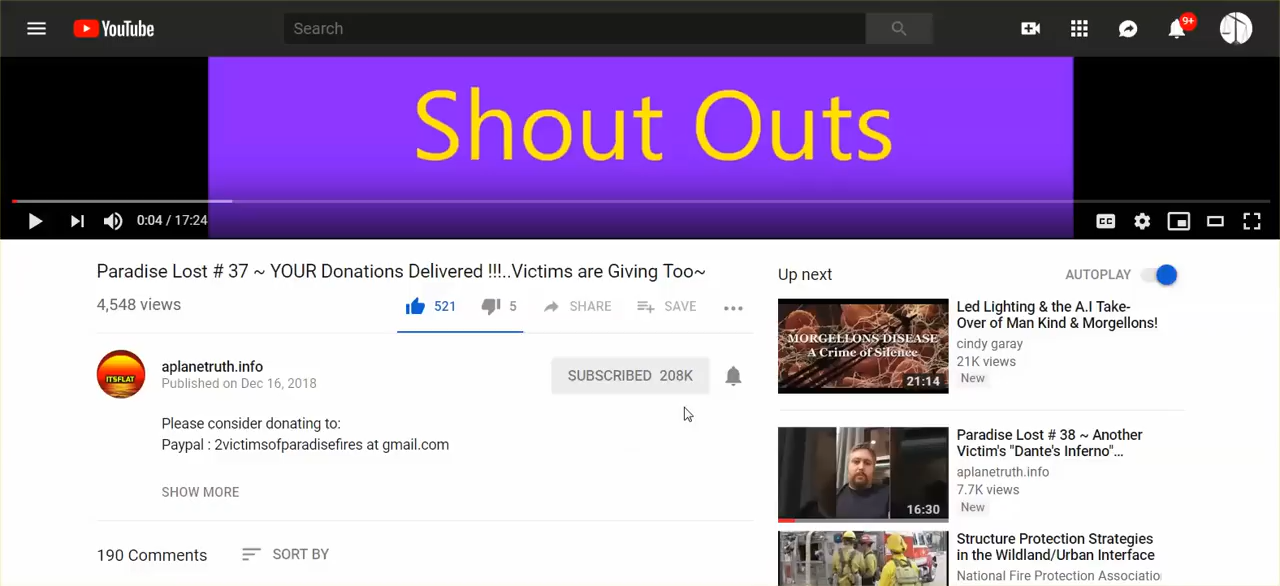 YouTube
Search
9+
Shout Outs
0:04 / 17:24
CC
Paradise Lost # 37 ~ YOUR Donations Delivered !!!..Victims are Giving Too~
4,548 views
521
5
SHARE
SAVE
ITSFLAT
aplanetruth.info
Published on Dec 16, 2018
SUBSCRIBED 208K
Please consider donating to:
Paypal : 2victimsofparadisefires at gmail.com
SHOW MORE
190 Comments
SORT BY
Up next
AUTOPLAY
MORGELLONS DISEASE
A Crime of Silence
21:14
Led Lighting & the A.I Take-
Over of Man Kind & Morgellons!
cindy garay
21K views
New
16:30
Paradise Lost # 38 ~ Another
Victim's "Dante's Inferno"...
aplanetruth.info
7.7K views
New
Structure Protection Strategies
in the Wildland/Urban Interface
National Fire Protection Associatio